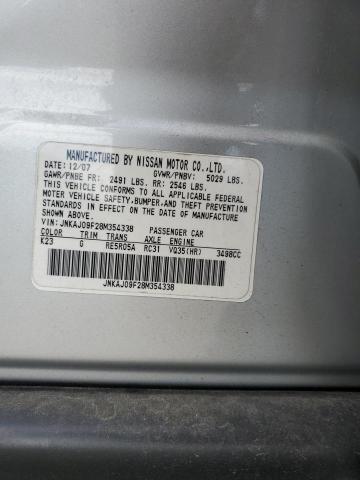 MANUFACTURED BY NISSAN MOTOR CO.,LTD.
DATE: 12/07 GVWR/PNBV: 5029 LBS.
GAWR/PNBE FR: 2491 LBS. RR: 2546 LBS.
THIS VEHICLE CONFORMS TO ALL APPLICABLE FEDERAL
MOTOR VEHICLE SAFETY, BUMPER, AND THEFT PREVENTION
STANDARDS IN EFFECT ON THE DATE OF MANUFACTURE
SHOWN ABOVE.
VIN: JNKAJ09F28M354338 PASSENGER CAR
COLOR TRIM TRANS AXLE ENGINE
K23 G RE5R05A RC31 VQ35(HR) 3498CC
JNKAJ09F28M354338